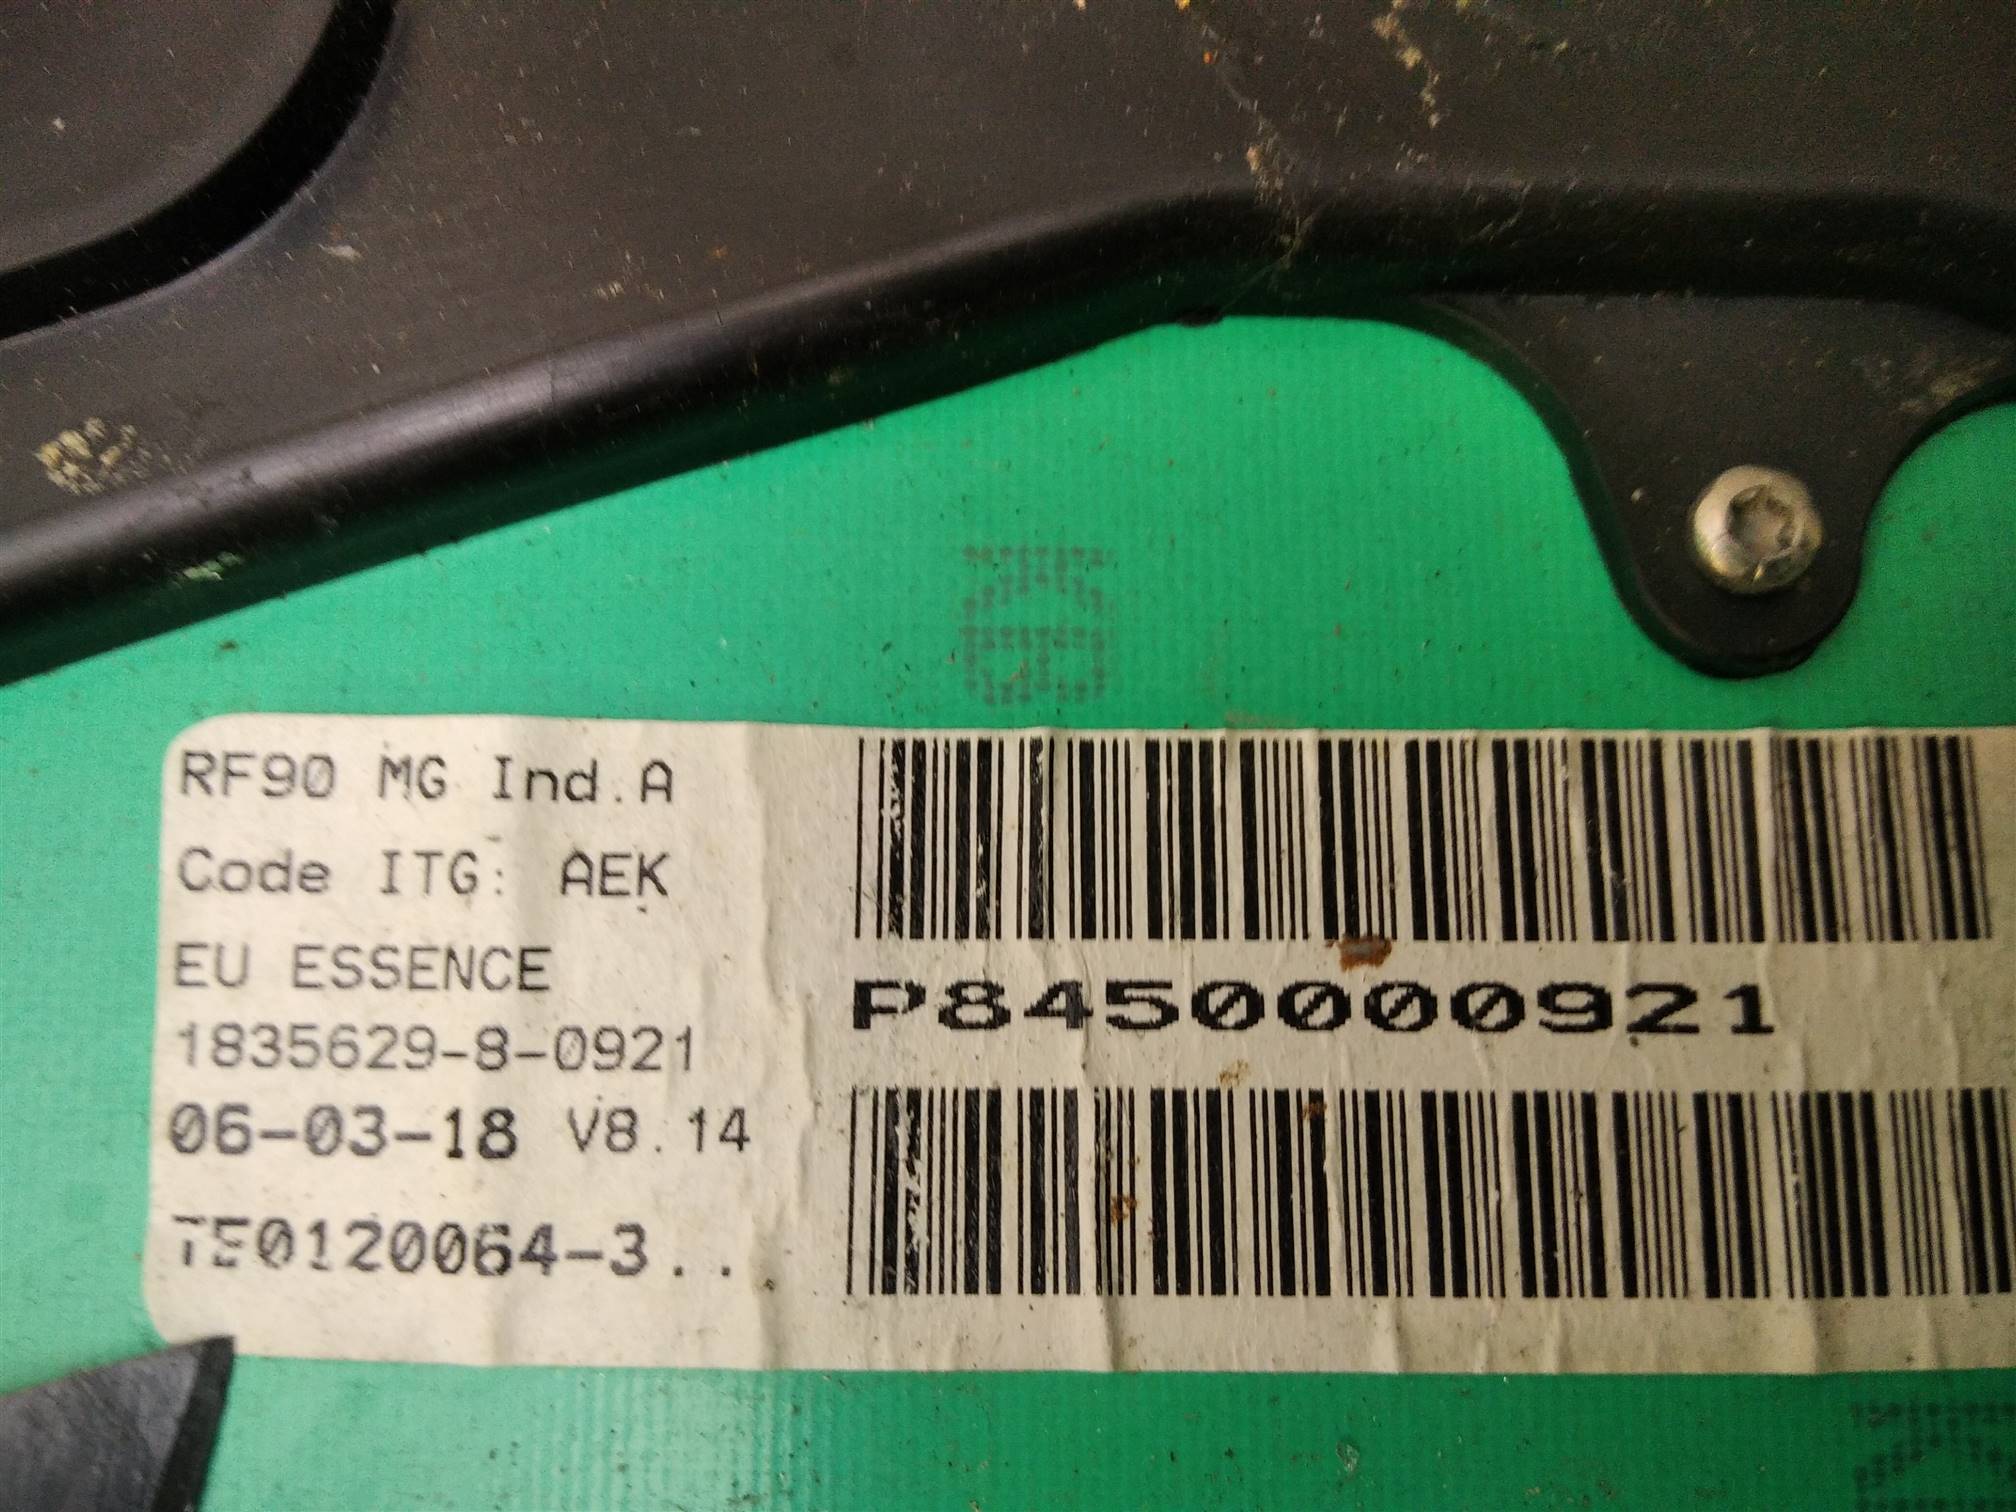 RF90 MG Ind.A
Code ITG: AEK
EU ESSENCE
1835629-8-0921
06-03-18 V8.14
TE0120064-3..
P8450000921